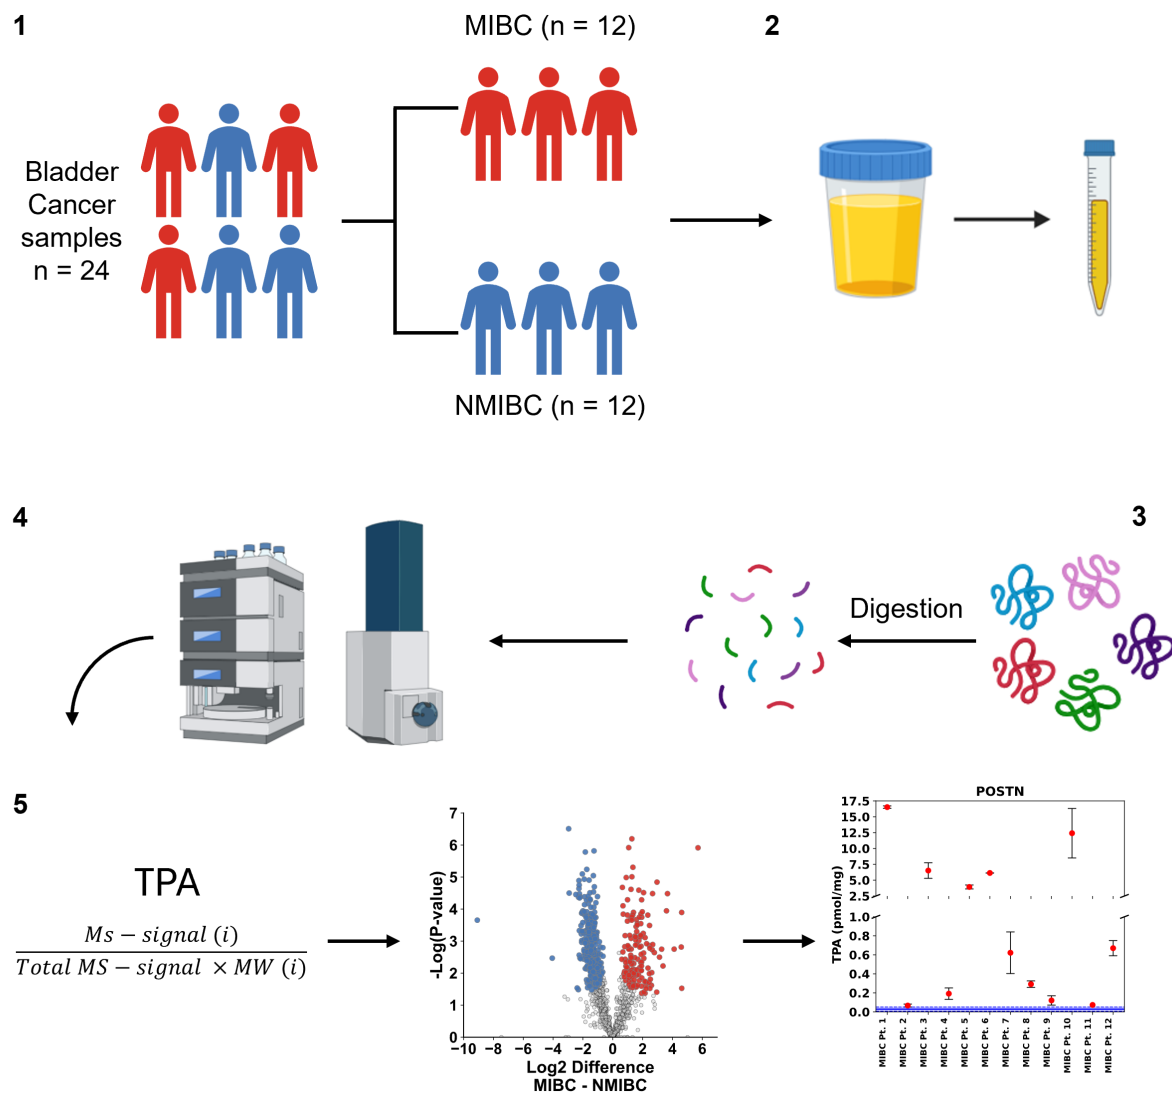 1
MIBC (n = 12)
2
Bladder
Cancer
samples
n = 24
NMIBC (n = 12)
4
3
Digestion
5
TPA
Ms − signal (i)
Total MS − signal × MW (i)
-Log(P-value)
7
6
5
4
3
2
1
0
−10 −8 −6 −4 −2 0 2 4 6
Log2 Difference
MIBC - NMIBC
POSTN
TPA (pmol/mg)
17.5
15.0
12.5
10.0
7.5
5.0
2.5
1.0
0.8
0.6
0.4
0.2
0.0
MIBC Pt. 1
MIBC Pt. 2
MIBC Pt. 3
MIBC Pt. 4
MIBC Pt. 5
MIBC Pt. 6
MIBC Pt. 7
MIBC Pt. 8
MIBC Pt. 9
MIBC Pt. 10
MIBC Pt. 11
MIBC Pt. 12